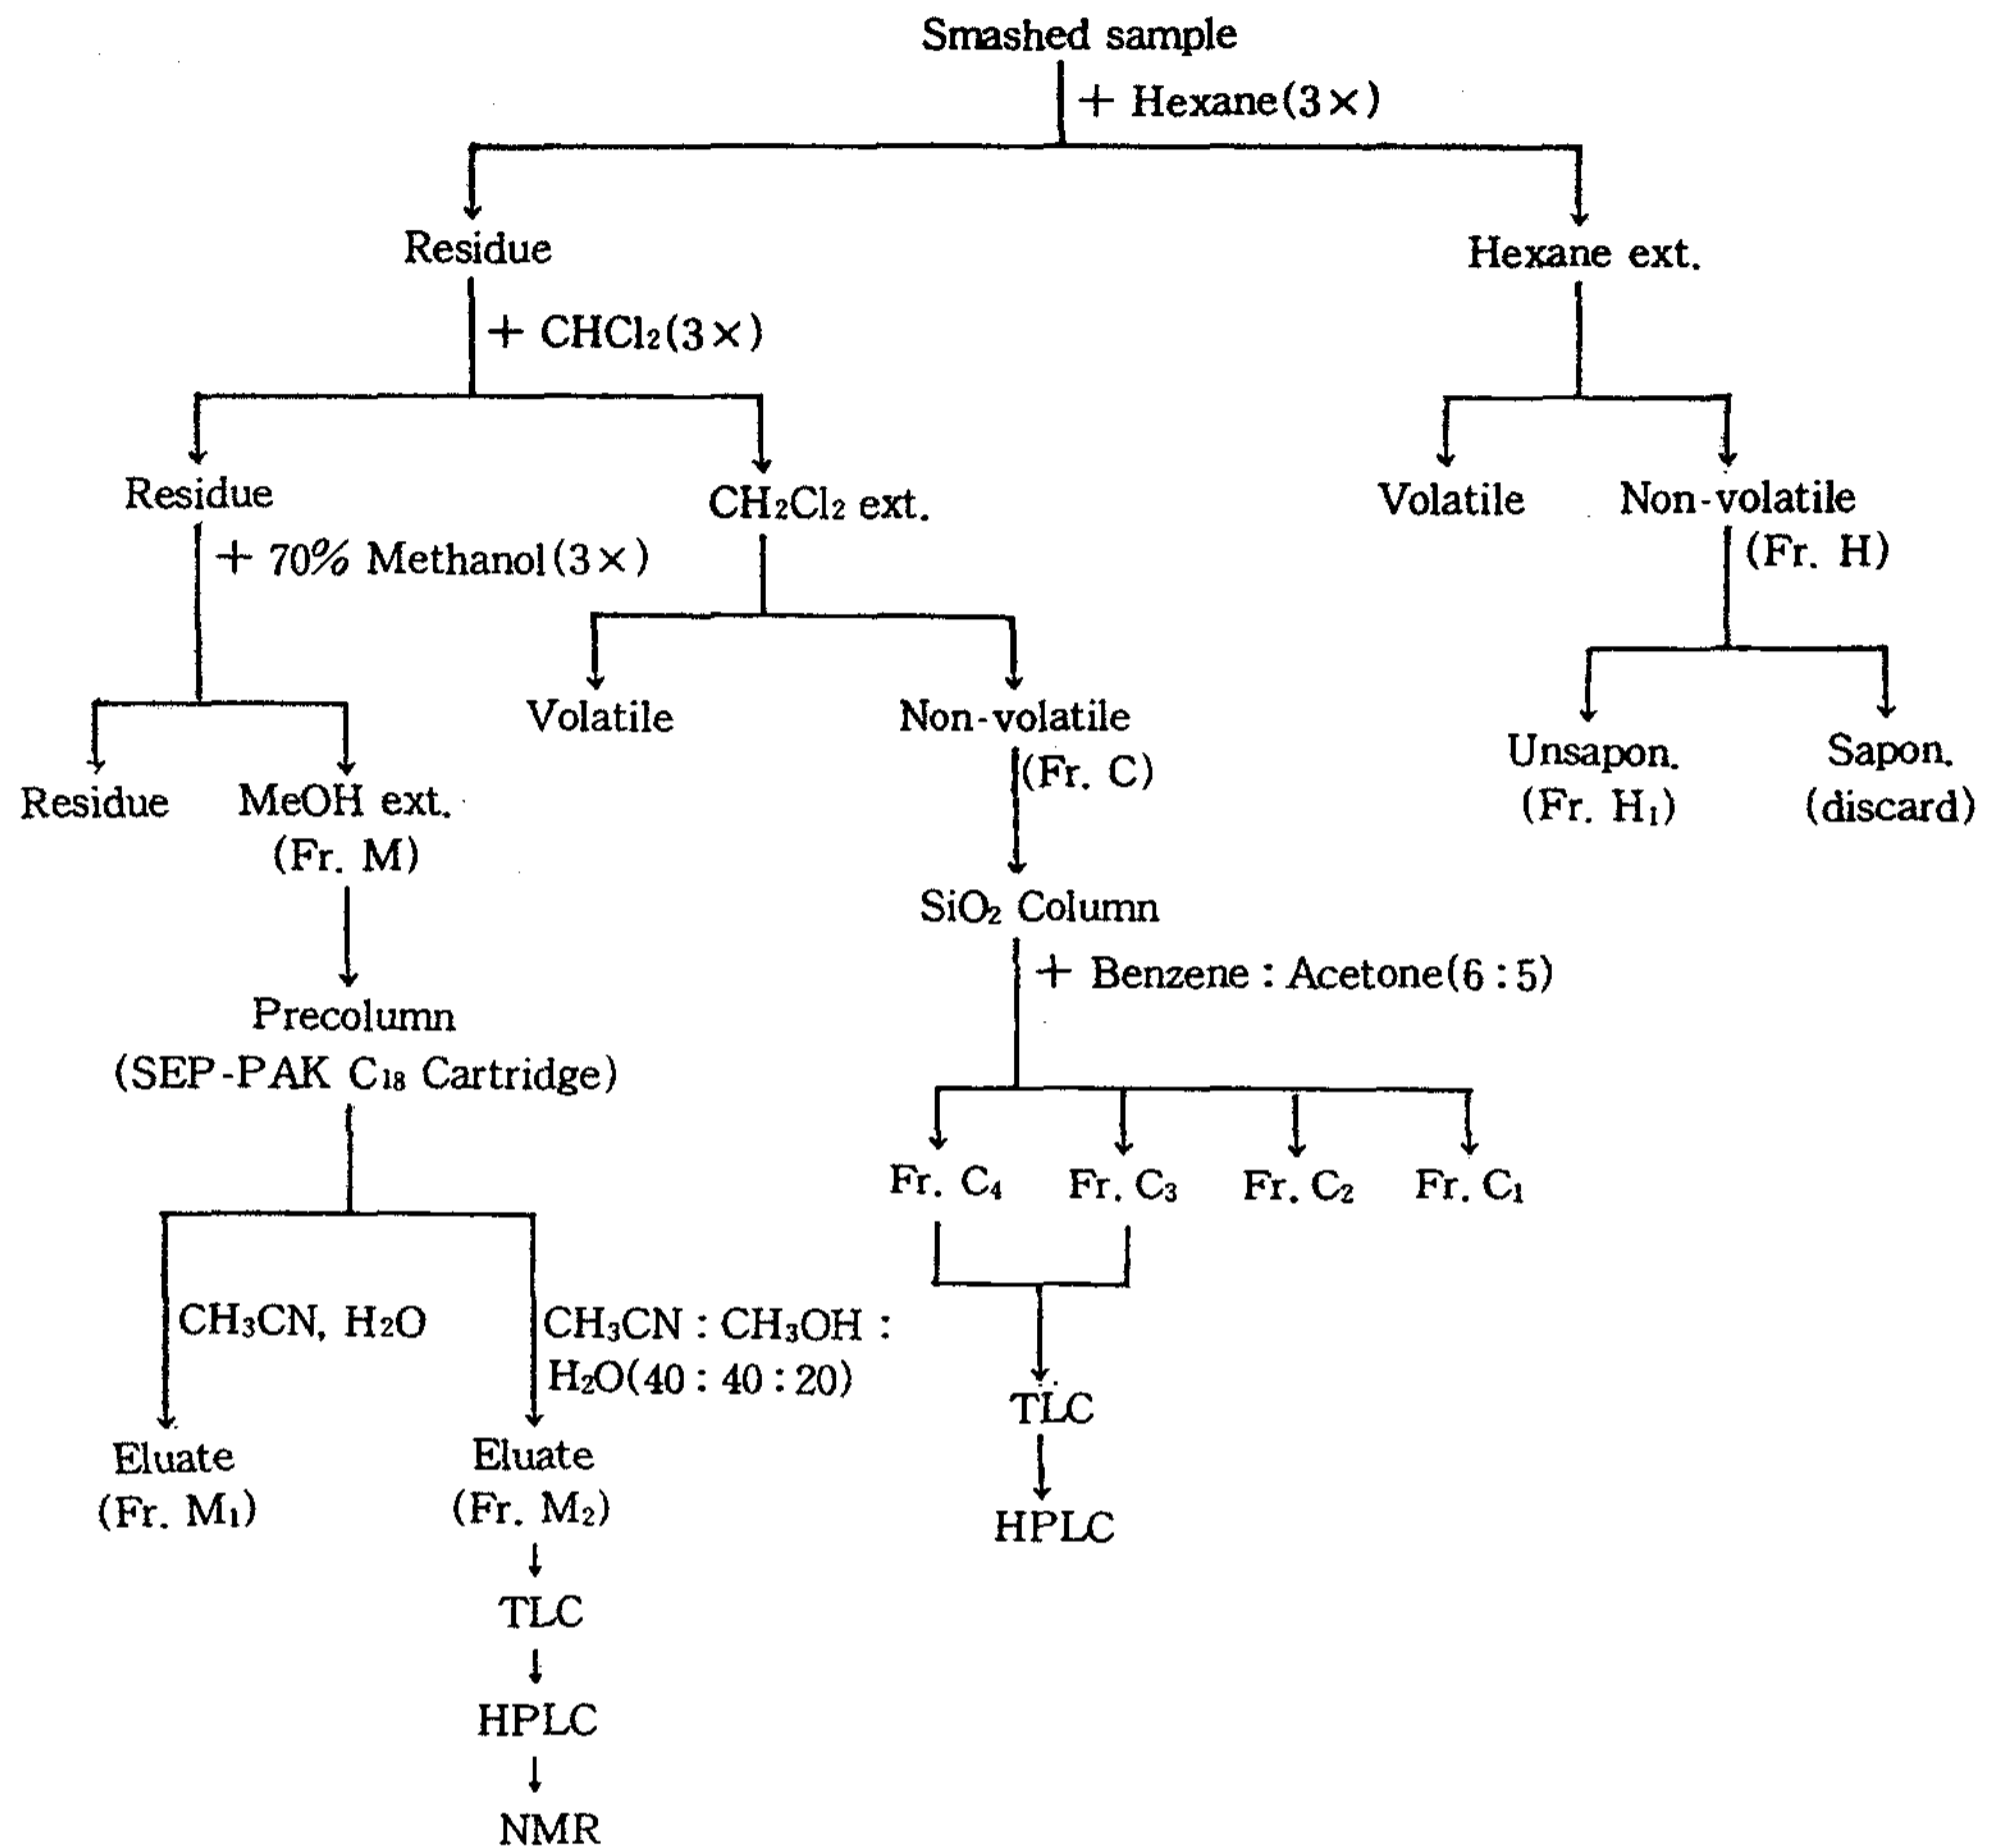 Smashed sample
+ Hexane(3×)
Residue
Hexane ext.
+ CHCl₂(3×)
Residue
CH₂Cl₂ ext.
Volatile
Non-volatile
(Fr. H)
+ 70% Methanol(3×)
Volatile
Non-volatile
(Fr. C)
Unsapon.
(Fr. H₁)
Sapon.
(discard)
Residue
MeOH ext.
(Fr. M)
SiO₂ Column
+ Benzene : Acetone(6 : 5)
Precolumn
(SEP-PAK C₁₈ Cartridge)
Fr. C₄
Fr. C₃
Fr. C₂
Fr. C₁
CH₃CN, H₂O
CH₃CN : CH₃OH :
H₂O(40 : 40 : 20)
TLC
HPLC
Eluate
(Fr. M₁)
Eluate
(Fr. M₂)
TLC
HPLC
NMR